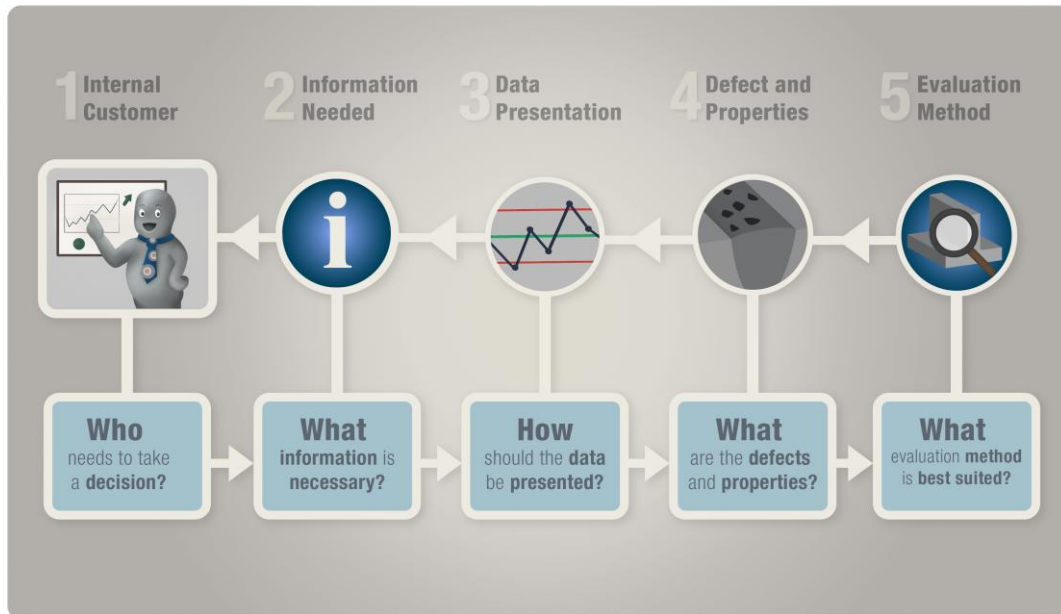 1 Internal
Customer
2 Information
Needed
3 Data
Presentation
4 Defect and
Properties
5 Evaluation
Method
i
Who
needs to take
a decision?
What
information is
necessary?
How
should the data
be presented?
What
are the defects
and properties?
What
evaluation method
is best suited?